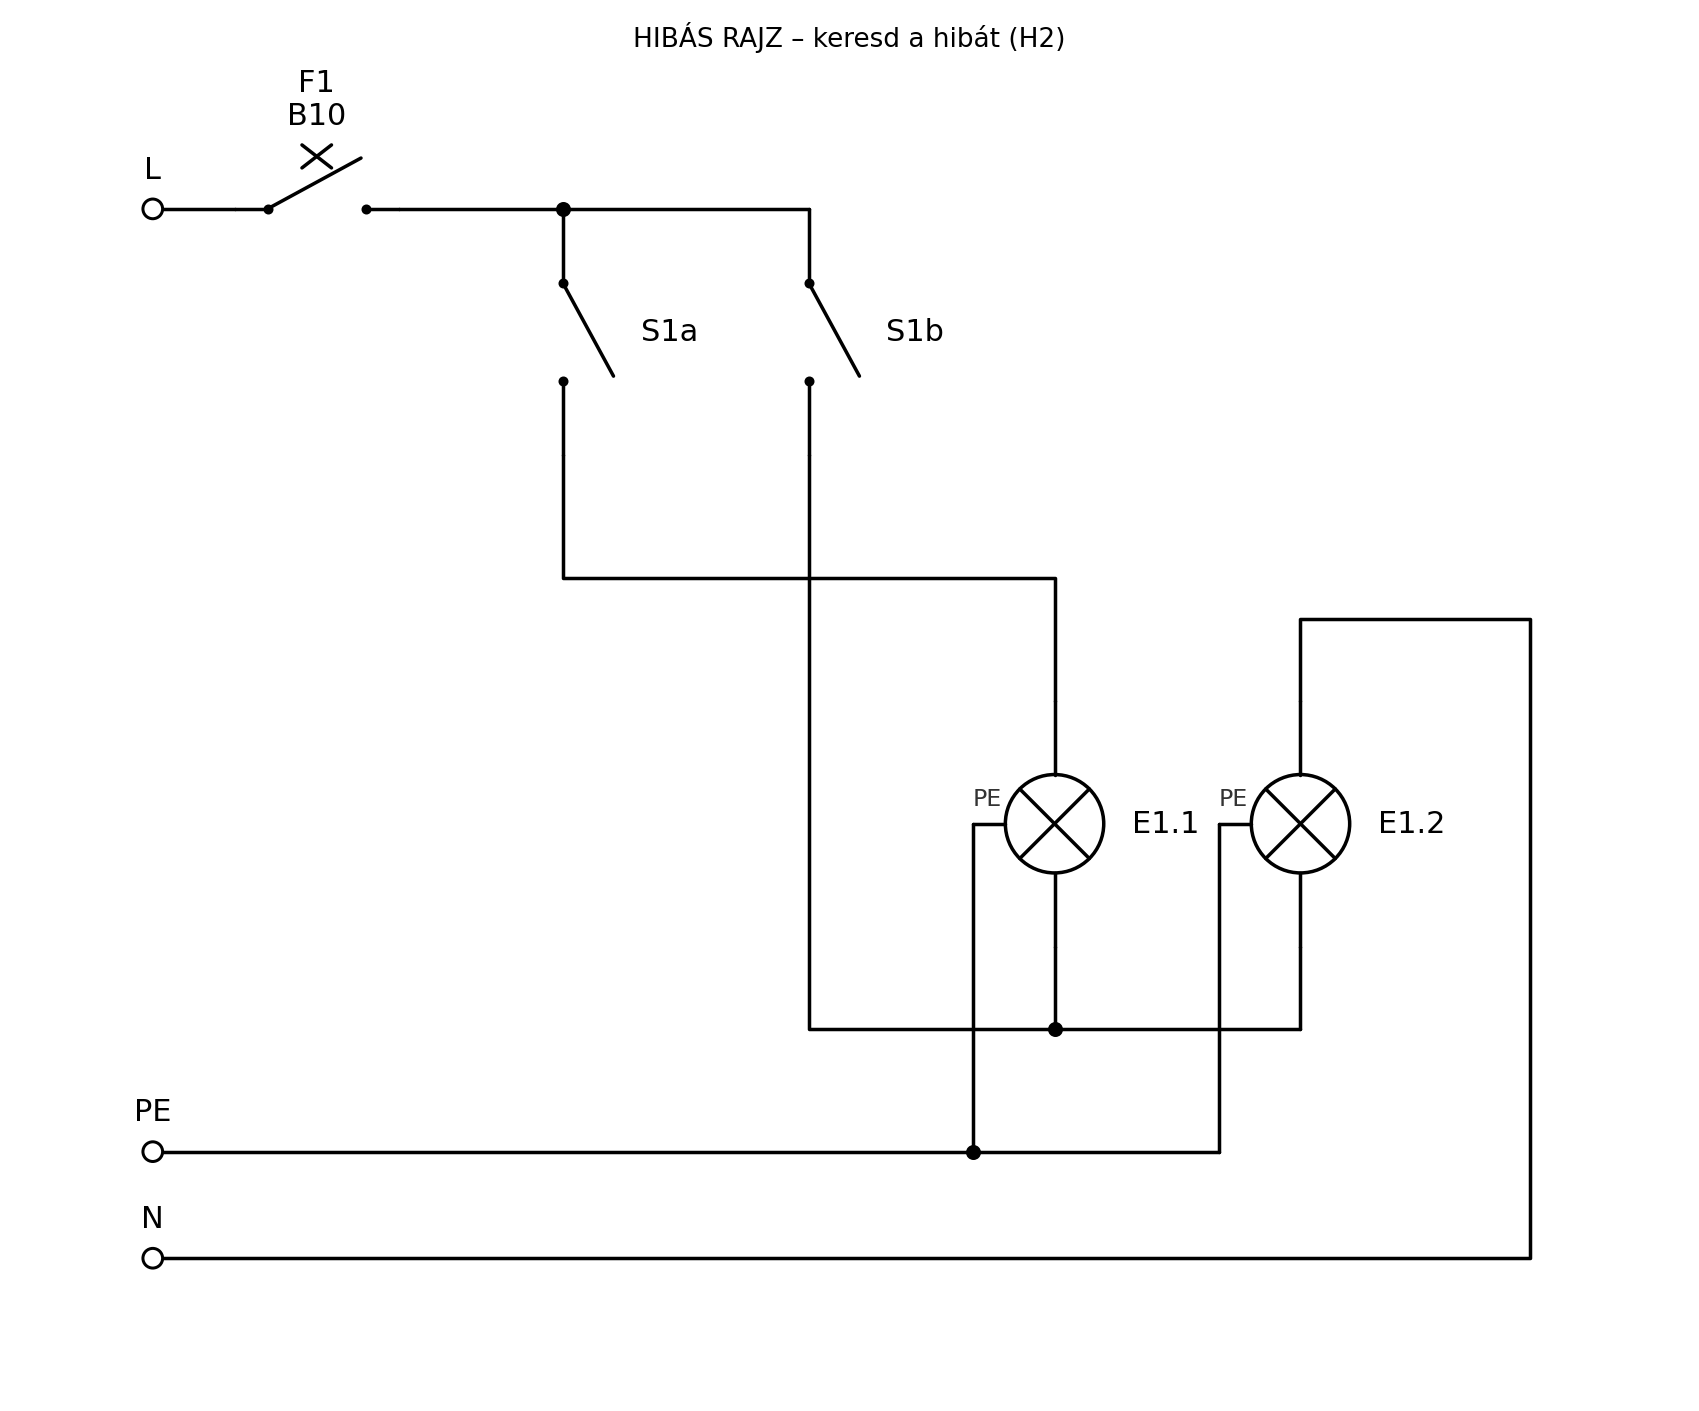 HIBÁS RAJZ – keresd a hibát (H2)
F1
B10
L
S1a
S1b
PE
E1.1
PE
E1.2
PE
N